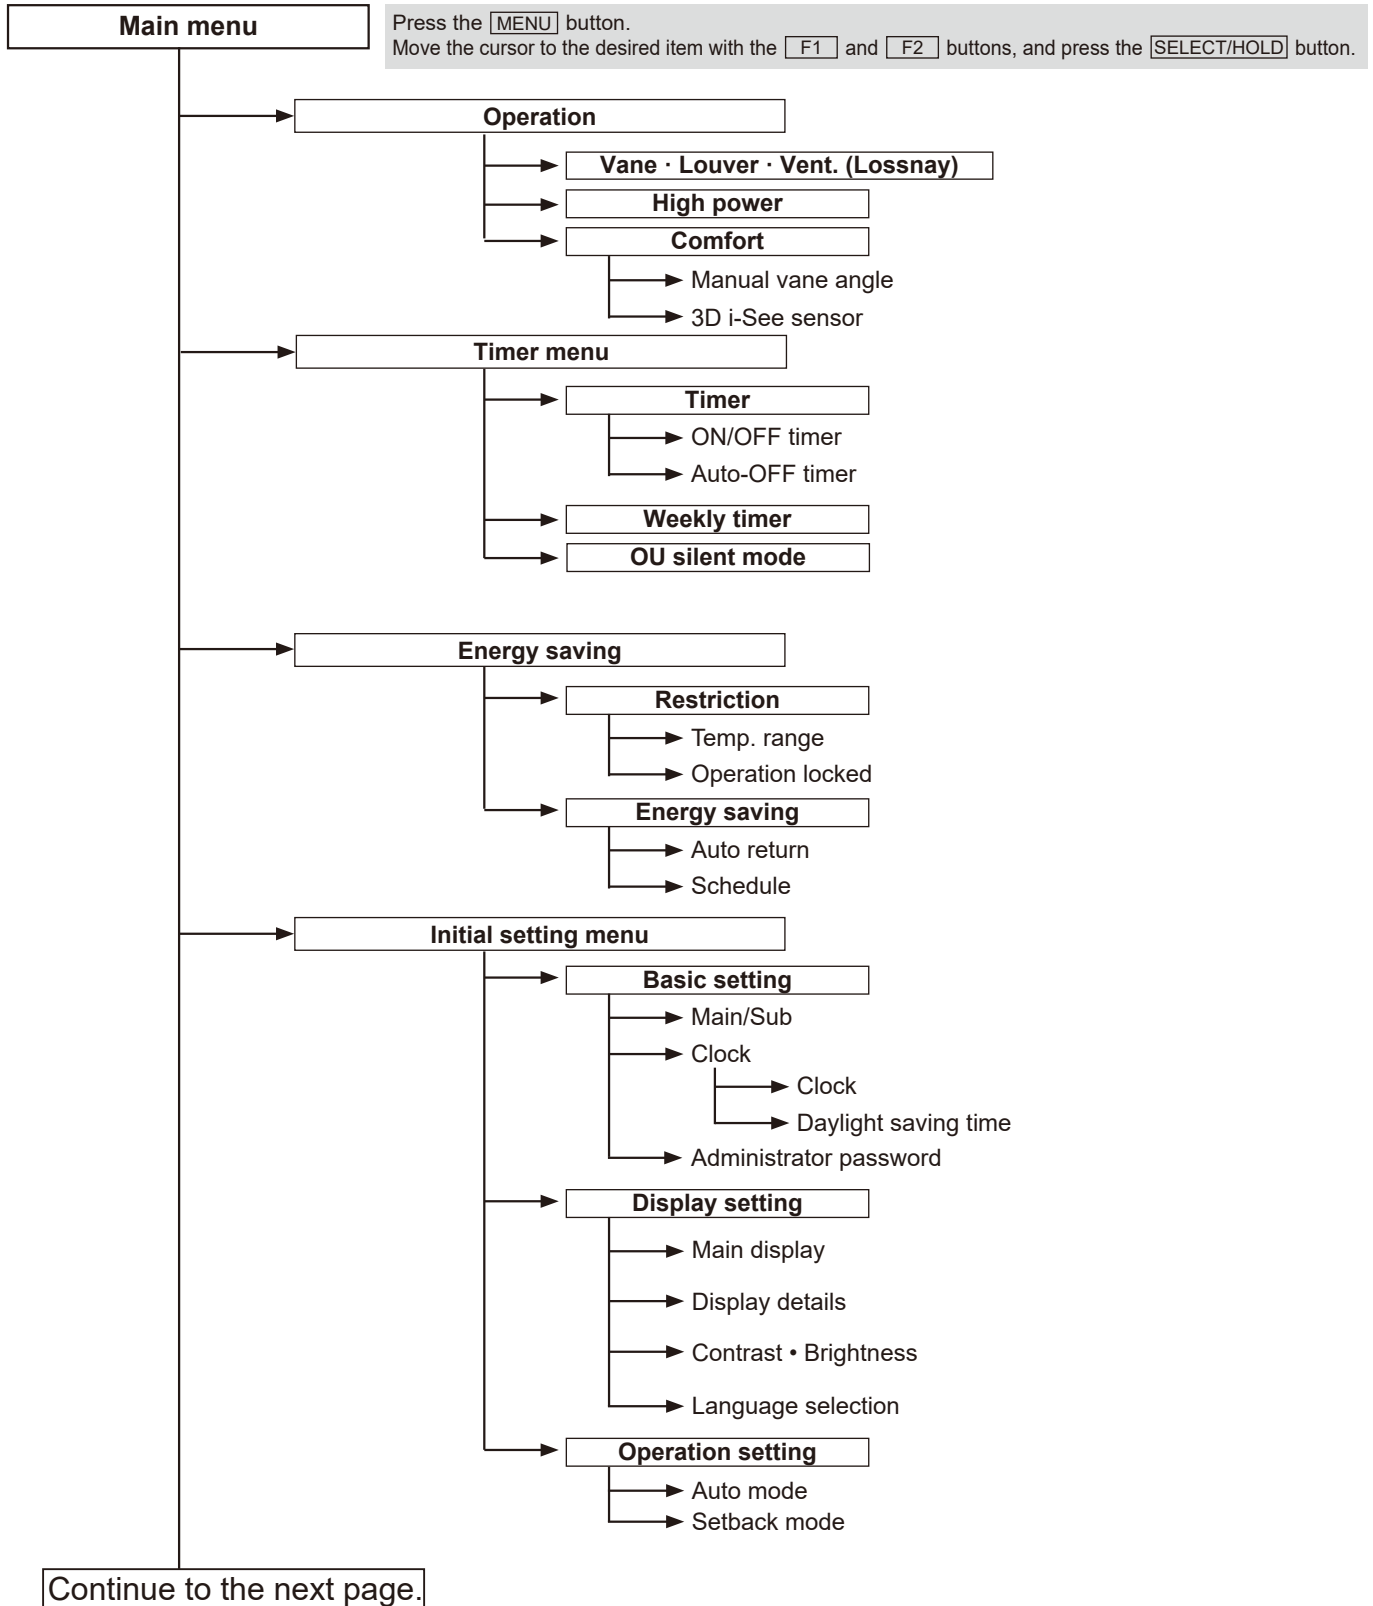 Main menu
Press the MENU button.
Move the cursor to the desired item with the F1 and F2 buttons, and press the SELECT/HOLD button.
Operation
Vane · Louver · Vent. (Lossnay)
High power
Comfort
Manual vane angle
3D i-See sensor
Timer menu
Timer
ON/OFF timer
Auto-OFF timer
Weekly timer
OU silent mode
Energy saving
Restriction
Temp. range
Operation locked
Energy saving
Auto return
Schedule
Initial setting menu
Basic setting
Main/Sub
Clock
Clock
Daylight saving time
Administrator password
Display setting
Main display
Display details
Contrast • Brightness
Language selection
Operation setting
Auto mode
Setback mode
Continue to the next page.